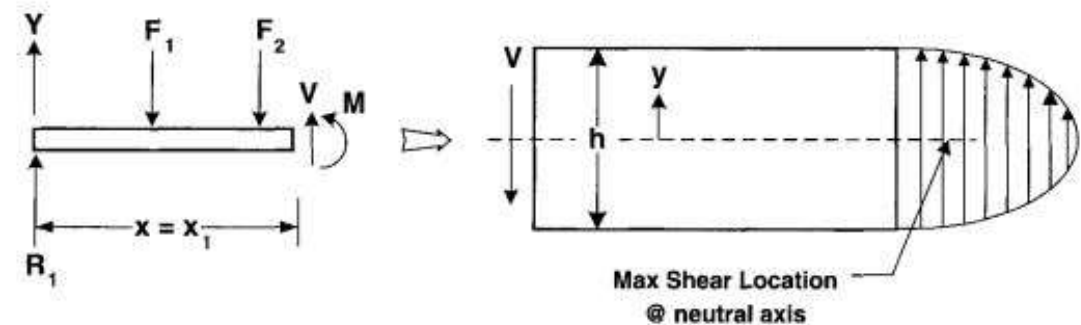 Y
F₁
F₂
V
M
x = x₁
R₁
V
y
h
Max Shear Location
@ neutral axis